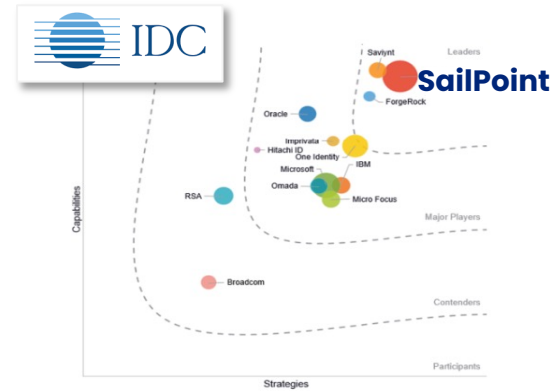 IDC
Saviynt
Leaders
SailPoint
ForgeRock
Oracle
Imprivata
Hitachi ID
One Identity
IBM
Microsoft
Omada
RSA
Micro Focus
Major Players
Capabilities
Broadcom
Contenders
Participants
Strategies